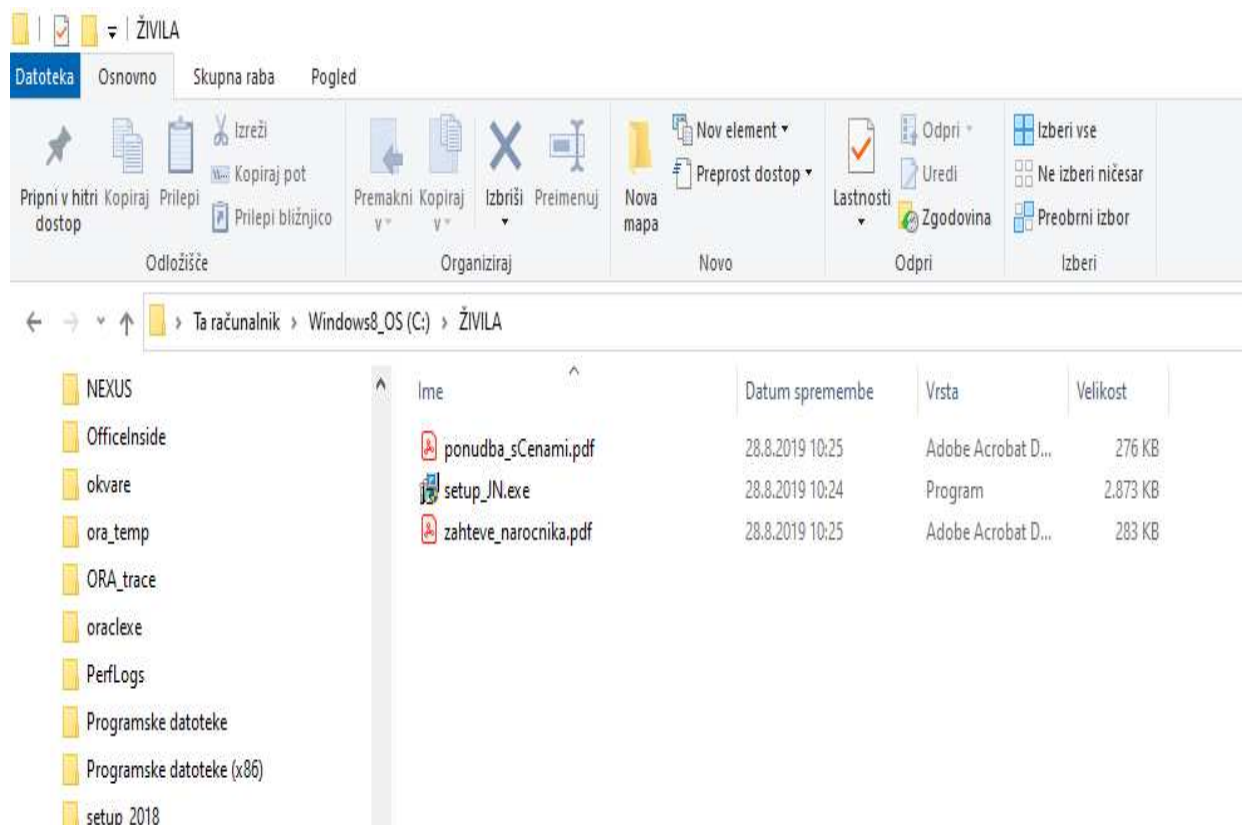 ŽIVILA
Datoteka Osnovno Skupna raba Pogled
Pripni v hitri dostop
Kopiraj
Prilepi
Izreži
Kopiraj pot
Prilepi bližnjico
Odložišče
Premakni v
Kopiraj v
Izbriši
Preimenuj
Organiziraj
Nova mapa
Nov element
Preprost dostop
Novo
Lastnosti
Odpri
Uredi
Zgodovina
Odpri
Izberi vse
Ne izberi ničesar
Preobrni izbor
Izberi
Ta računalnik › Windows8_OS (C:) › ŽIVILA
NEXUS
OfficeInside
okvare
ora_temp
ORA_trace
oraclexe
PerfLogs
Programske datoteke
Programske datoteke (x86)
setup_2018
Ime Datum spremembe Vrsta Velikost
ponudba_sCenami.pdf 28.8.2019 10:25 Adobe Acrobat D... 276 KB
setup_JN.exe 28.8.2019 10:24 Program 2.873 KB
zahteve_narocnika.pdf 28.8.2019 10:25 Adobe Acrobat D... 283 KB